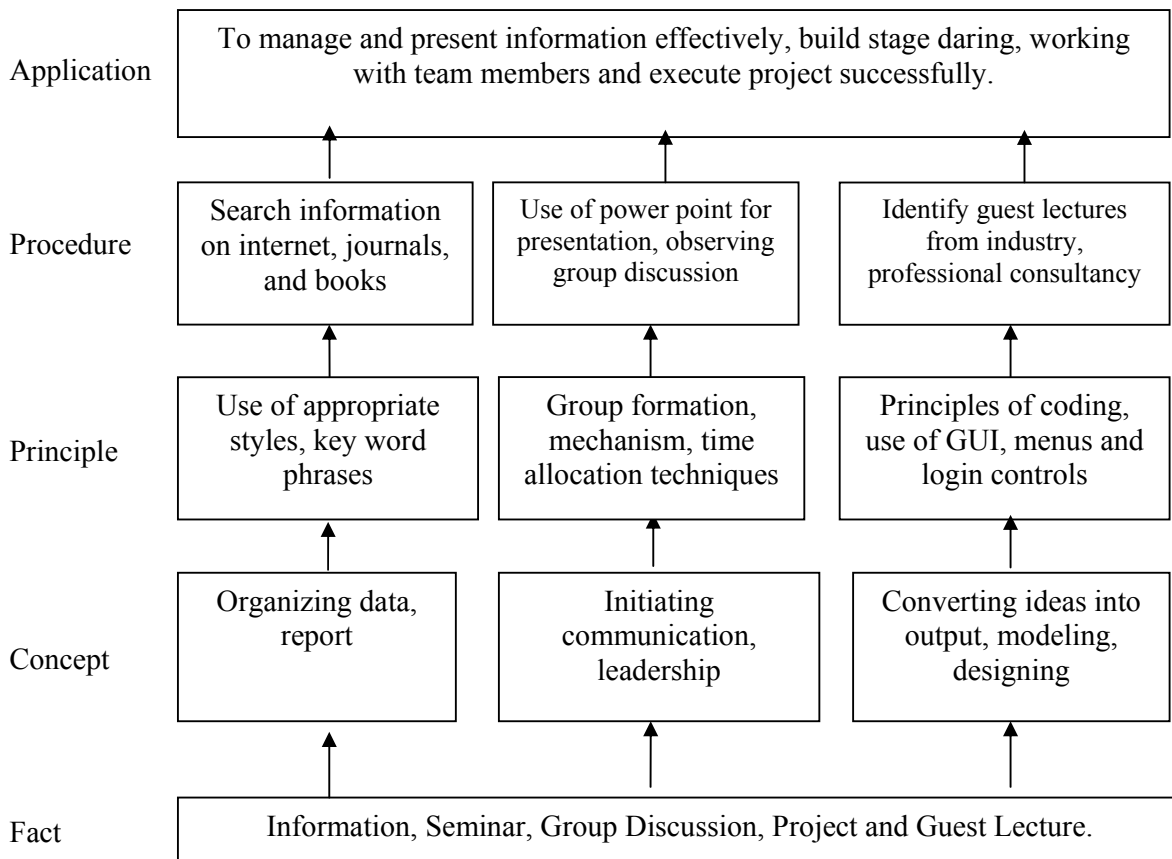 Application
To manage and present information effectively, build stage daring, working
with team members and execute project successfully.
Procedure
Search information
on internet, journals,
and books
Use of power point for
presentation, observing
group discussion
Identify guest lectures
from industry,
professional consultancy
Principle
Use of appropriate
styles, key word
phrases
Group formation,
mechanism, time
allocation techniques
Principles of coding,
use of GUI, menus and
login controls
Concept
Organizing data,
report
Initiating
communication,
leadership
Converting ideas into
output, modeling,
designing
Fact
Information, Seminar, Group Discussion, Project and Guest Lecture.